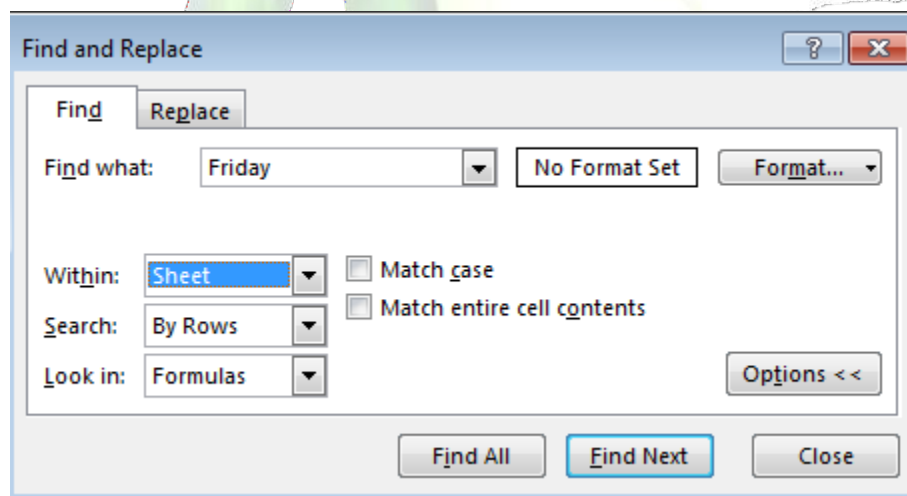 Find and Replace
Find Replace
Find what: Friday No Format Set Format...
Within: Sheet Match case
Match entire cell contents
Search: By Rows
Look in: Formulas Options <<
Find All Find Next Close